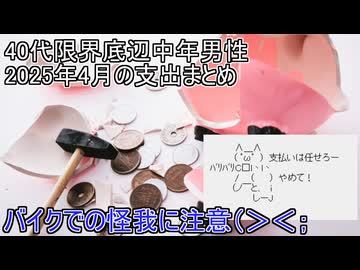 40代限界底辺中年男性
2025年4月の支出まとめ
支払いは任せろー
バリバリ
やめて!
バイクでの怪我に注意(><;